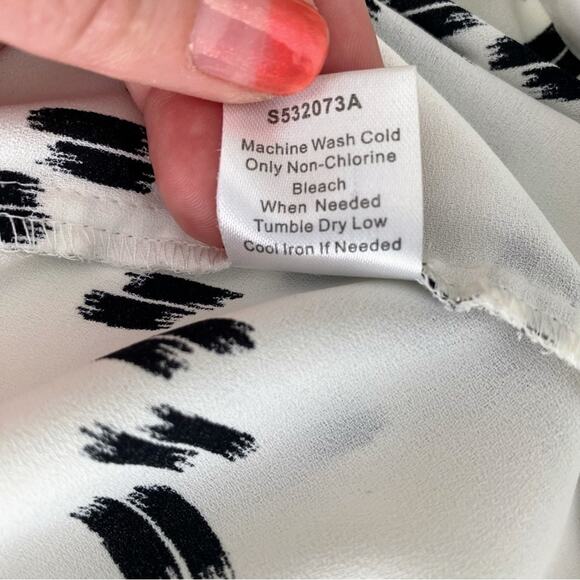 S532073A
Machine Wash Cold
Only Non-Chlorine
Bleach
When Needed
Tumble Dry Low
Cool Iron If Needed